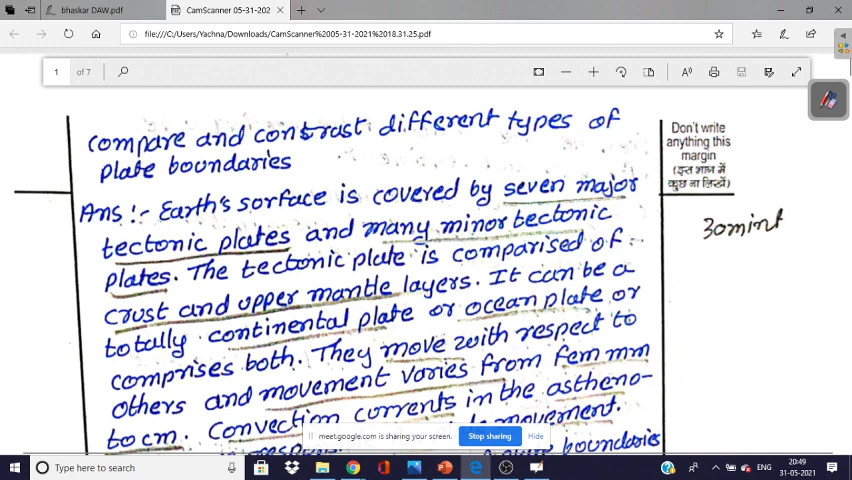 bhaskar DAW.pdf
CamScanner 05-31-202
file:///C:/Users/Yachna/Downloads/CamScanner%2005-31-2021%2018.31.25.pdf
1 of 7
compare and contrast different types of
plate boundaries
Don't write
anything this
margin
(इस भाग में
कुछ ना लिखें)
30mint
Ans :- Earth's sorface is covered by seven major
tectonic plates and many minor tectonic
plates. The tectonic plate is comparised of
crust and upper mantle layers. It can be a
totally continental plate or ocean plate or
comprises both. They move with respect to
others and movement varies from fem mm
to cm. Convection currents in the astheno-
movement.
boundaries
meet.google.com is sharing your screen.
Stop sharing
Hide
Type here to search
ENG
20:49
31-05-2021